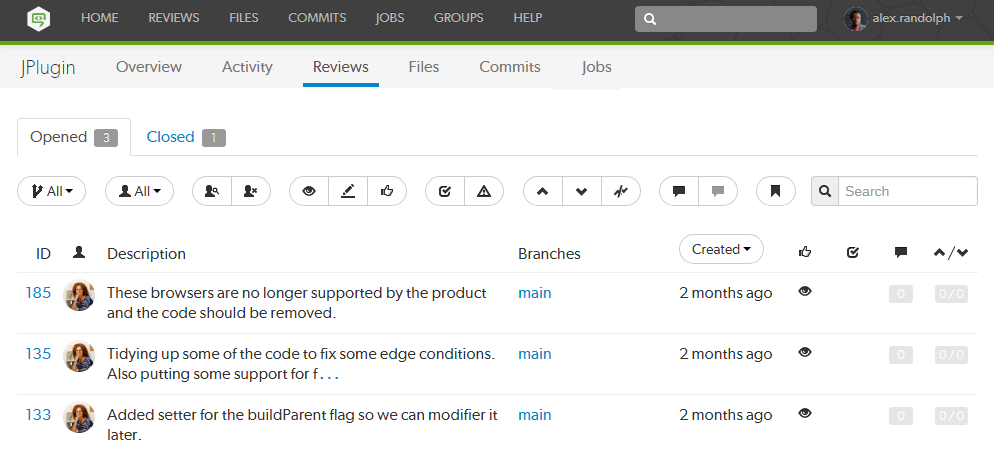 HOME REVIEWS FILES COMMITS JOBS GROUPS HELP alex.randolph
JPlugin Overview Activity Reviews Files Commits Jobs
Opened 3 Closed 1
All All Search
ID Description Branches Created /
185 These browsers are no longer supported by the product main 2 months ago 0 0/0
and the code should be removed.
135 Tidying up some of the code to fix some edge conditions. main 2 months ago 0 0/0
Also putting some support for f...
133 Added setter for the buildParent flag so we can modifier it main 2 months ago 0 0/0
later.